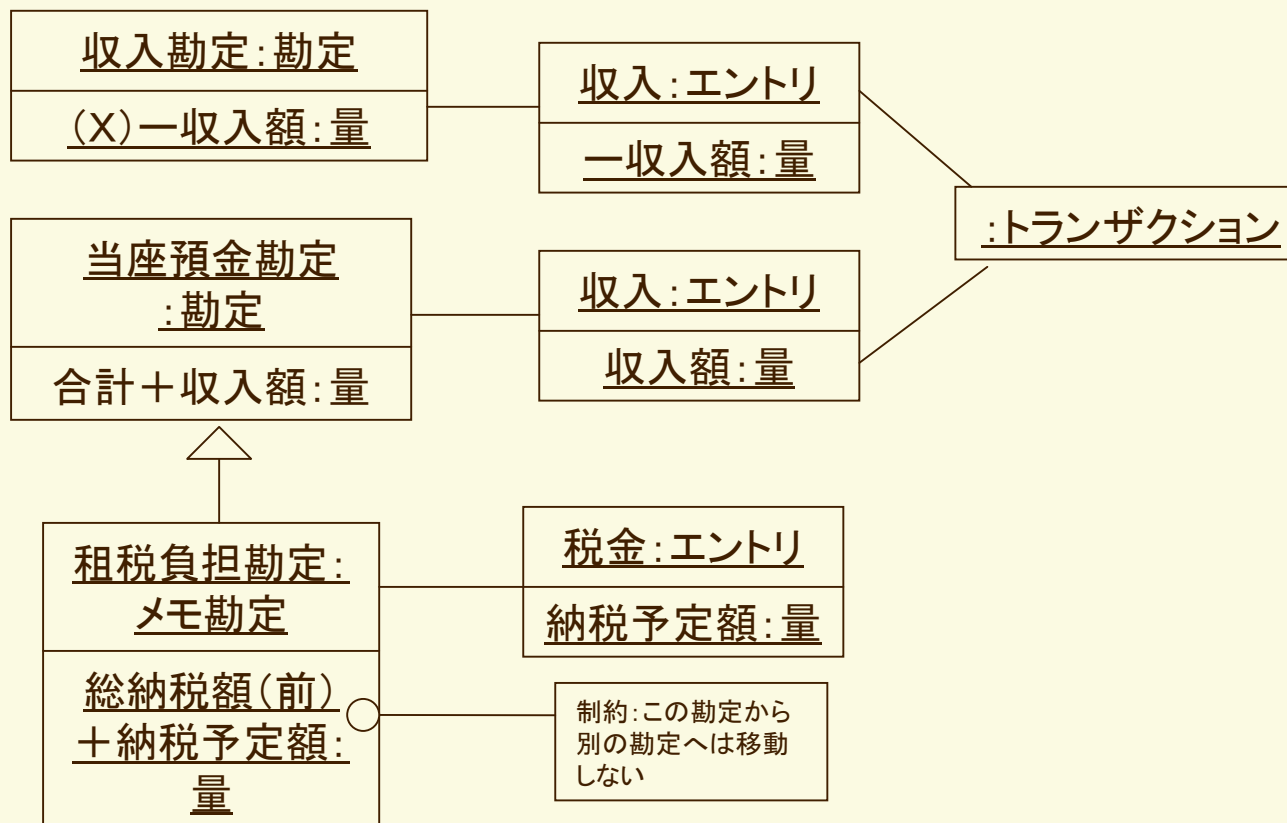 収入勘定:勘定
(X)ー収入額:量
収入:エントリ
ー収入額:量
:トランザクション
当座預金勘定
:勘定
合計+収入額:量
収入:エントリ
収入額:量
租税負担勘定:
メモ勘定
総納税額(前)
+納税予定額:
量
税金:エントリ
納税予定額:量
制約:この勘定から
別の勘定へは移動
しない